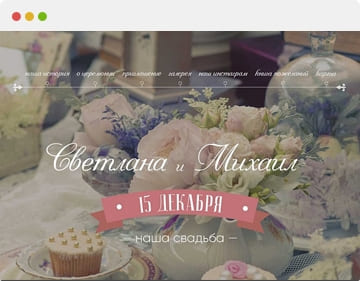 наша история о церемонии приглашение галерея наш инстаграм книга пожеланий карта
Светлана и Михаил
15 ДЕКАБРЯ
наша свадьба —